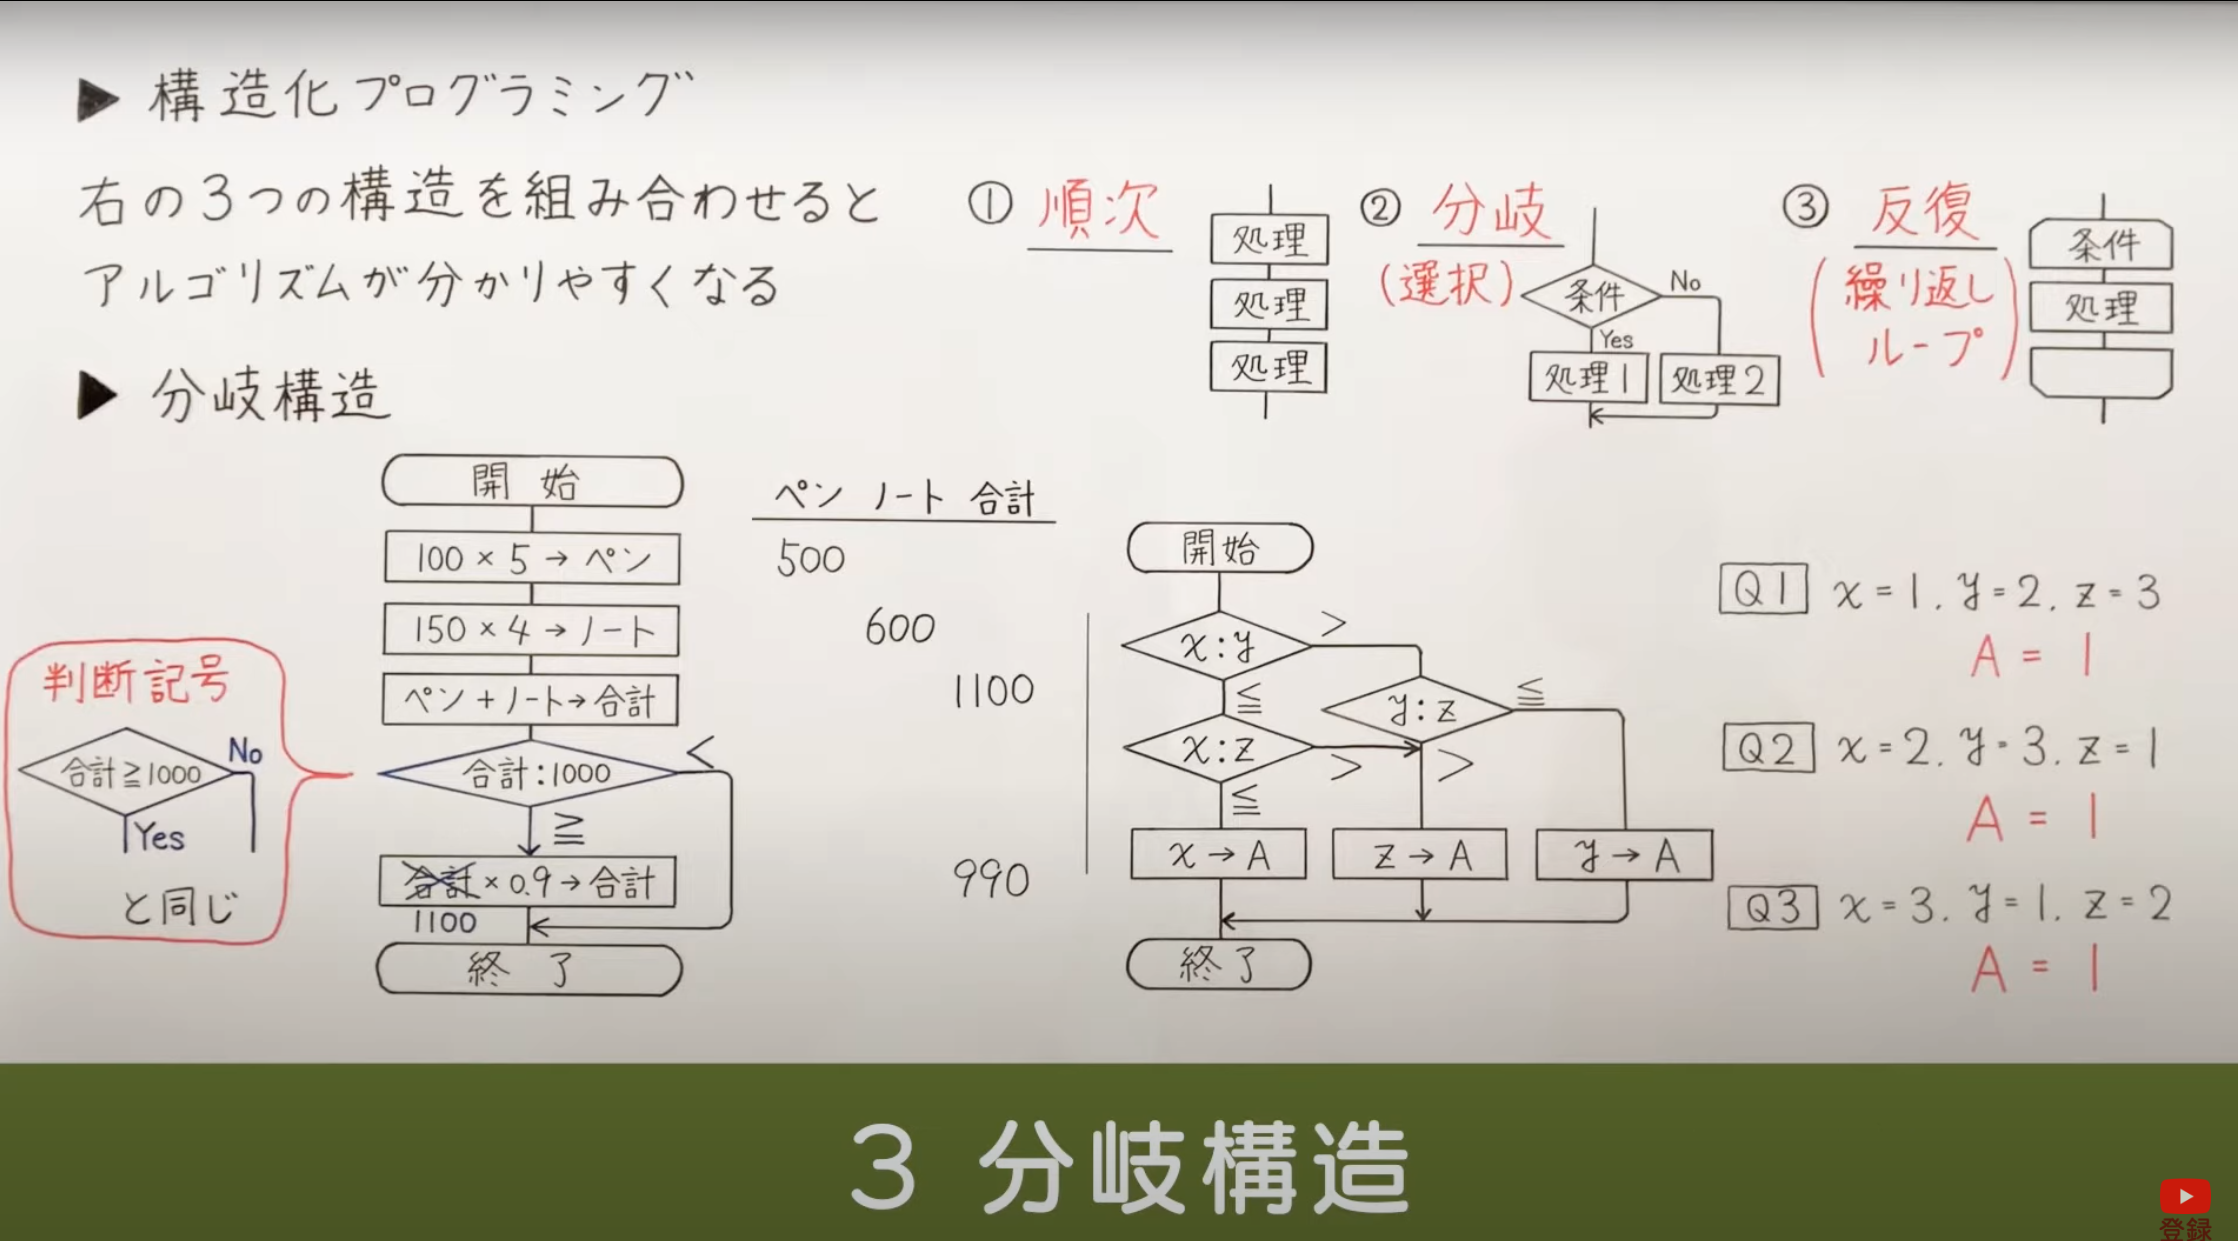 ▶ 構造化プログラミング
右の3つの構造を組み合わせると
アルゴリズムが分かりやすくなる
① 順次
処理
処理
処理
② 分岐
(選択)
条件
No
Yes
処理1
処理2
③ 反復
(繰り返し
ループ)
条件
処理
▶ 分岐構造
開始
100 × 5 → ペン
150 × 4 → ノート
ペン + ノート → 合計
合計:1000
<
≧
合計 × 0.9 → 合計
1100
終了
判断記号
合計≧1000
No
Yes
と同じ
ペン ノート 合計
500
600
1100
990
開始
x:y
>
≦
y:z
≦
x:z
>
>
≦
x → A
z → A
y → A
終了
Q1 x=1, y=2, z=3
A = 1
Q2 x=2, y=3, z=1
A = 1
Q3 x=3, y=1, z=2
A = 1
3 分岐構造
登録